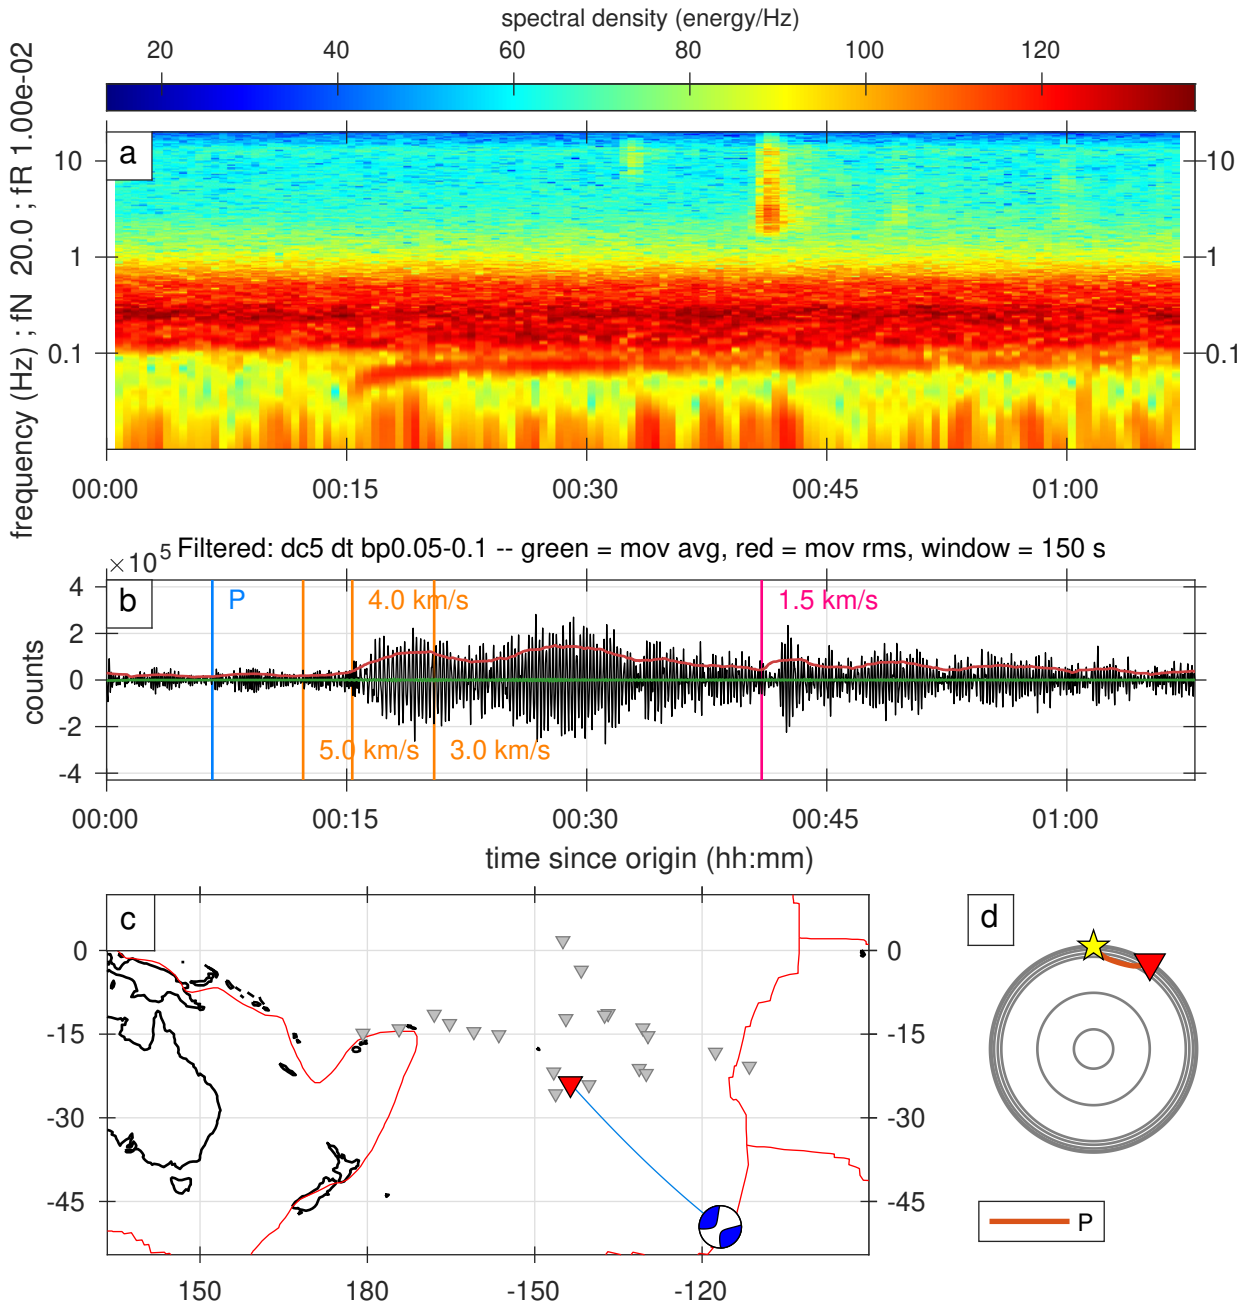 spectral density (energy/Hz)
20 40 60 80 100 120
frequency (Hz) ; fN 20.0 ; fR 1.00e-02
a
10 10
1 1
0.1 0.1
00:00 00:15 00:30 00:45 01:00
×10^5 Filtered: dc5 dt bp0.05-0.1 -- green = mov avg, red = mov rms, window = 150 s
b
counts
4
2
0
-2
-4
P 4.0 km/s 1.5 km/s
5.0 km/s 3.0 km/s
00:00 00:15 00:30 00:45 01:00
time since origin (hh:mm)
c
0 0
-15 -15
-30 -30
-45 -45
150 180 -150 -120
d
P